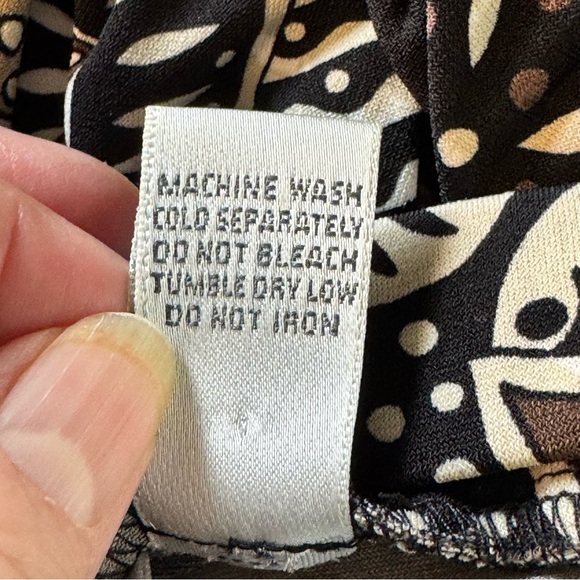 MACHINE WASH
COLD SEPARATELY
DO NOT BLEACH
TUMBLE DRY LOW
DO NOT IRON